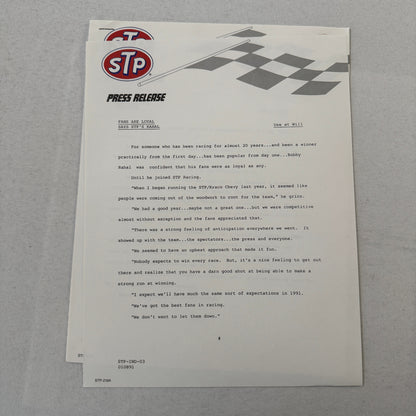 STP
PRESS RELEASE
FANS ARE LOYAL
SAYS STP'S RAHAL
Use at Will
For someone who has been racing for almost 20 years...and been a winner
practically from the first day...has been popular from day one...Bobby
Rahal was confident that his fans were as loyal as any.
Until he joined STP Racing.
"When I began running the STP/Kraco Chevy last year, it seemed like
people were coming out of the woodwork to root for the team," he grins.
"We had a good year...maybe not a great one...but we were competitive
almost without exception and the fans appreciated that.
"There was a strong feeling of anticipation everywhere we went. It
showed up with the team...the spectators...the press and everyone.
"We seemed to have an upbeat approach that made it fun.
"Nobody expects to win every race. But, it's a nice feeling to get out
there and realize that you have a darn good shot at being able to make a
strong run at winning.
"I expect we'll have much the same sort of expectations in 1991.
"We've got the best fans in racing.
"We don't want to let them down."
#
STP-IND-03
010891